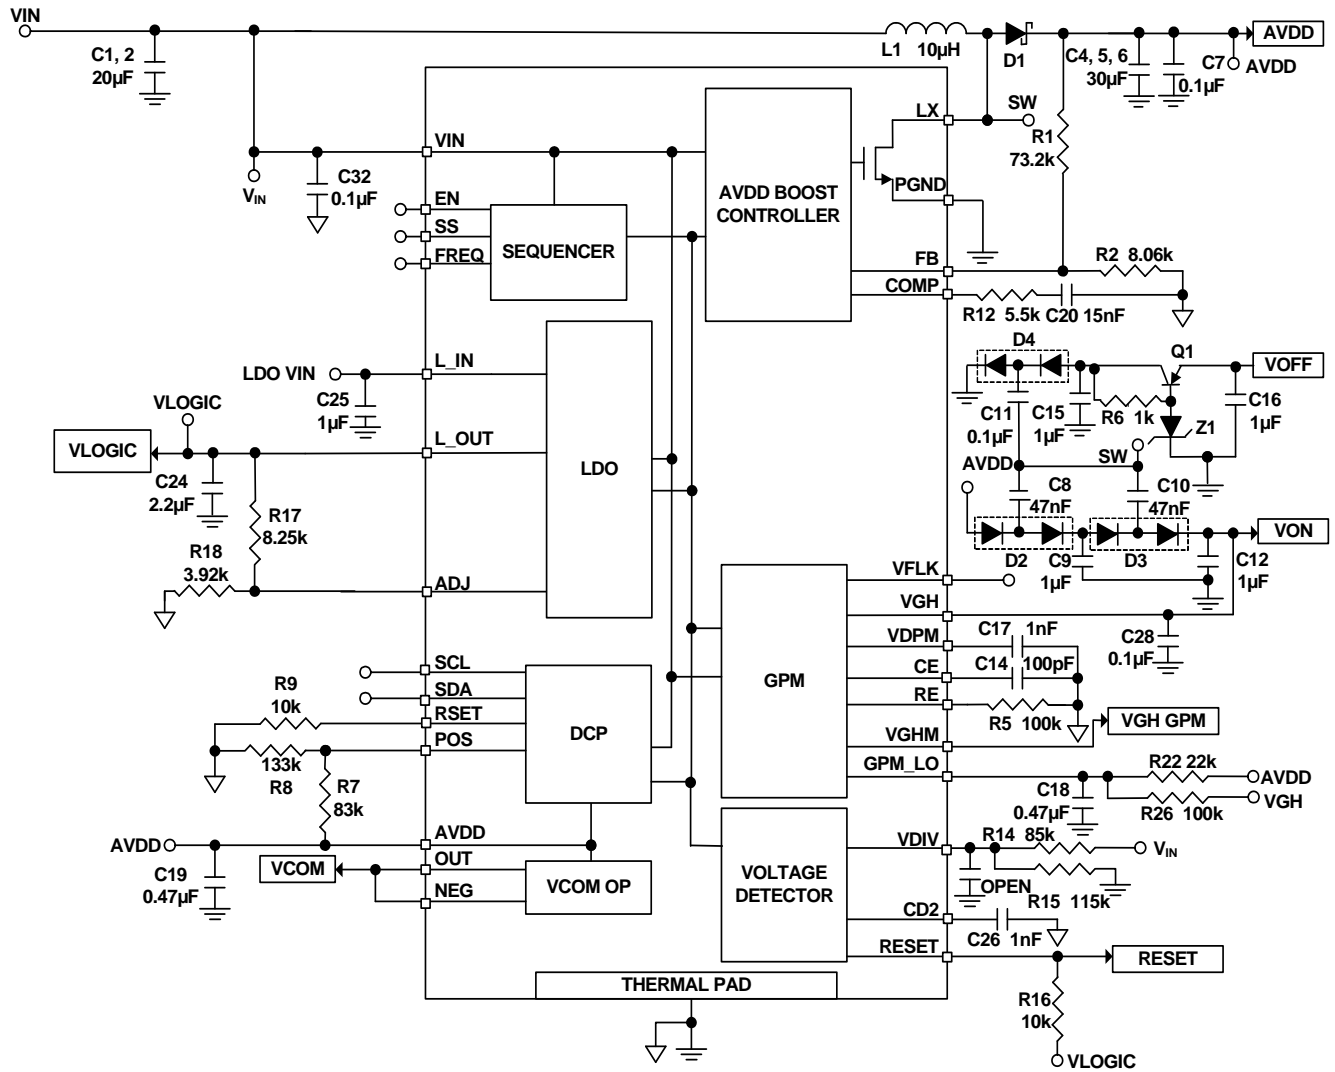 VIN
C1, 2
20µF
L1 10µH
D1
C4, 5, 6
30µF
C7
0.1µF
AVDD
AVDD
LX
SW
R1
73.2k
VIN
C32
0.1µF
VIN
EN
SS
FREQ
SEQUENCER
AVDD BOOST
CONTROLLER
PGND
FB
COMP
R2 8.06k
R12 5.5k
C20 15nF
L_IN
LDO VIN
C25
1µF
VLOGIC
VLOGIC
L_OUT
C24
2.2µF
R17
8.25k
R18
3.92k
ADJ
LDO
D4
Q1
VOFF
C11
0.1µF
C15
1µF
R6 1k
Z1
C16
1µF
AVDD
SW
C8
47nF
C10
47nF
VON
D2
C9
1µF
D3
C12
1µF
VFLK
VGH
C28
0.1µF
VDPM
C17 1nF
CE
C14 100pF
RE
R5 100k
GPM
VGHM
VGH GPM
GPM_LO
R22 22k
AVDD
C18
0.47µF
R26 100k
VGH
SCL
SDA
RSET
POS
R9
10k
133k
R8
R7
83k
DCP
AVDD
AVDD
C19
0.47µF
VCOM
OUT
NEG
VCOM OP
VOLTAGE
DETECTOR
VDIV
R14 85k
VIN
OPEN
R15 115k
CD2
C26 1nF
RESET
RESET
R16
10k
VLOGIC
THERMAL PAD